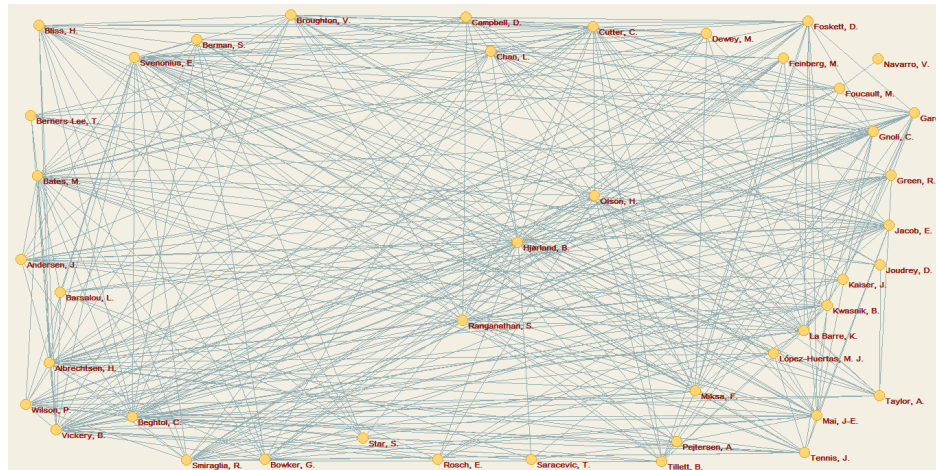 Bliss, H.
Broughton, V.
Campbell, D.
Cutter, C.
Dewey, M.
Foskett, D.
Berman, S.
Svenonius, E.
Chan, L.
Feinberg, M.
Navarro, V.
Foucault, M.
Berners-Lee, T.
Gnoli, C.
Bates, M.
Green, R.
Olson, H.
Jacob, E.
Hjørland, B.
Andersen, J.
Joudrey, D.
Barsalou, L.
Kaiser, J.
Kwasnik, B.
Ranganathan, S.
La Barre, K.
López-Huertas, M. J.
Albrechtsen, H.
Miksa, F.
Taylor, A.
Wilson, P.
Beghtol, C.
Mai, J-E.
Vickery, B.
Star, S.
Pejtersen, A.
Tennis, J.
Smiraglia, R.
Bowker, G.
Rosch, E.
Saracevic, T.
Tillett, B.